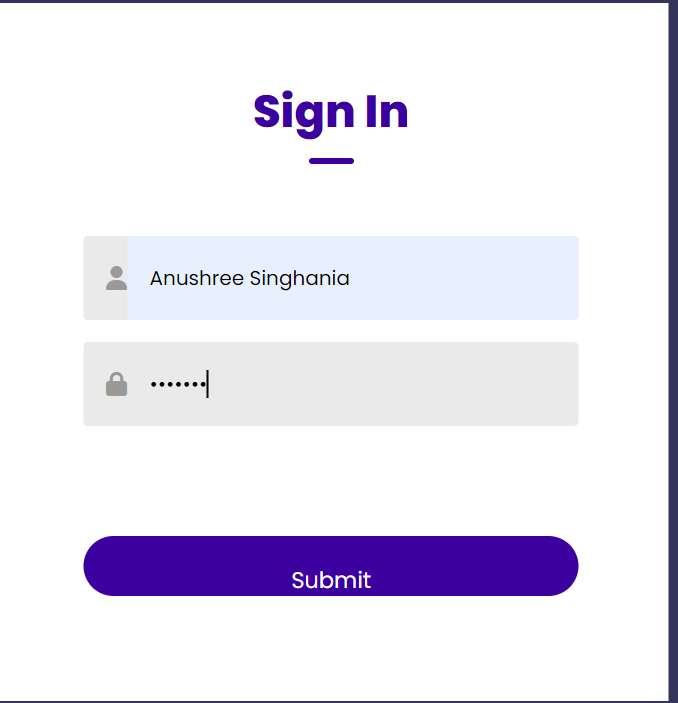 Sign In
Anushree Singhania
•••••••
Submit